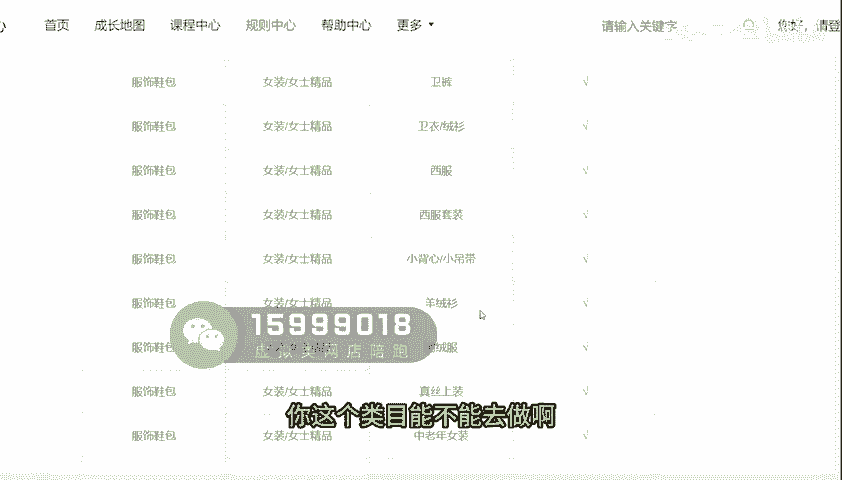 心 首页 成长地图 课程中心 规则中心 帮助中心 更多 请输入关键字 您好，请登
服饰鞋包 女装/女士精品 卫裤 √
服饰鞋包 女装/女士精品 卫衣/绒衫 √
服饰鞋包 女装/女士精品 西服 √
服饰鞋包 女装/女士精品 西服套装 √
服饰鞋包 女装/女士精品 小背心/小吊带 √
服饰鞋包 女装/女士精品 羊绒衫 √
15999018
服饰鞋包 绒服 √
虚拟类网店陪跑
服饰鞋包 女装/女士精品 真丝上装 √
你这个类目能不能去做啊
服饰鞋包 女装/女士精品 中老年女装 √